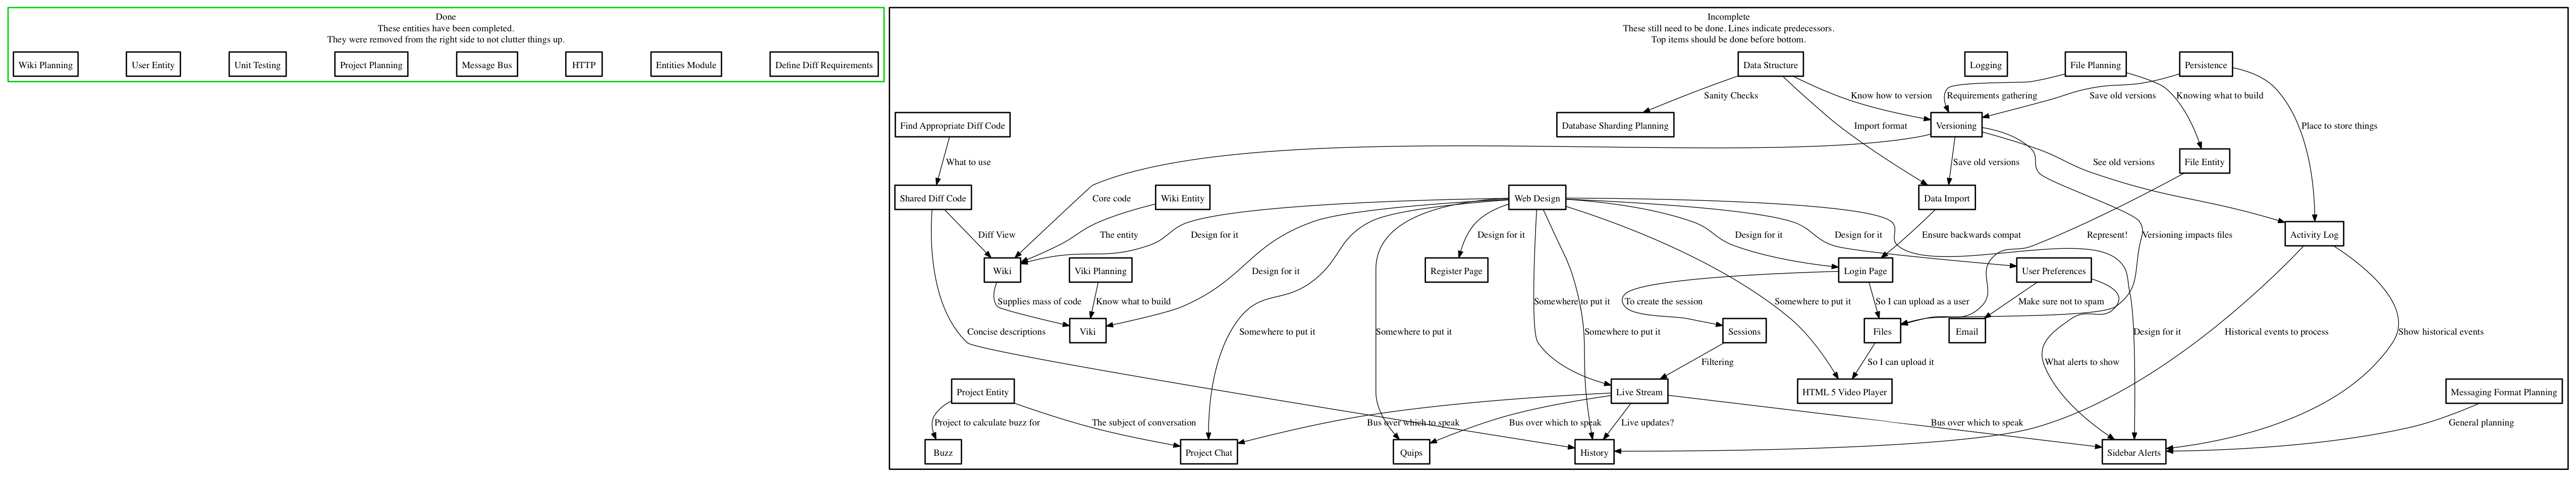 Done
These entities have been completed.
They were removed from the right side to not clutter things up.
Wiki Planning
User Entity
Unit Testing
Project Planning
Message Bus
HTTP
Entities Module
Define Diff Requirements
Incomplete
These still need to be done. Lines indicate predecessors.
Top items should be done before bottom.
Data Structure
Logging
File Planning
Persistence
Sanity Checks
Know how to version
Requirements gathering
Save old versions
Knowing what to build
Find Appropriate Diff Code
Database Sharding Planning
Import format
Versioning
Place to store things
What to use
Save old versions
See old versions
File Entity
Shared Diff Code
Core code
Wiki Entity
Web Design
Data Import
Diff View
The entity
Design for it
Design for it
Design for it
Design for it
Ensure backwards compat
Represent!
Versioning impacts files
Activity Log
Wiki
Viki Planning
Design for it
Register Page
Login Page
User Preferences
Supplies mass of code
Know what to build
Somewhere to put it
Somewhere to put it
To create the session
So I can upload as a user
Make sure not to spam
Concise descriptions
Viki
Somewhere to put it
Somewhere to put it
Somewhere to put it
Sessions
Files
Email
Design for it
Historical events to process
Show historical events
Filtering
So I can upload it
What alerts to show
Project Entity
Live Stream
HTML 5 Video Player
Messaging Format Planning
Project to calculate buzz for
The subject of conversation
Bus over which to speak
Bus over which to speak
Live updates?
Bus over which to speak
General planning
Buzz
Project Chat
Quips
History
Sidebar Alerts